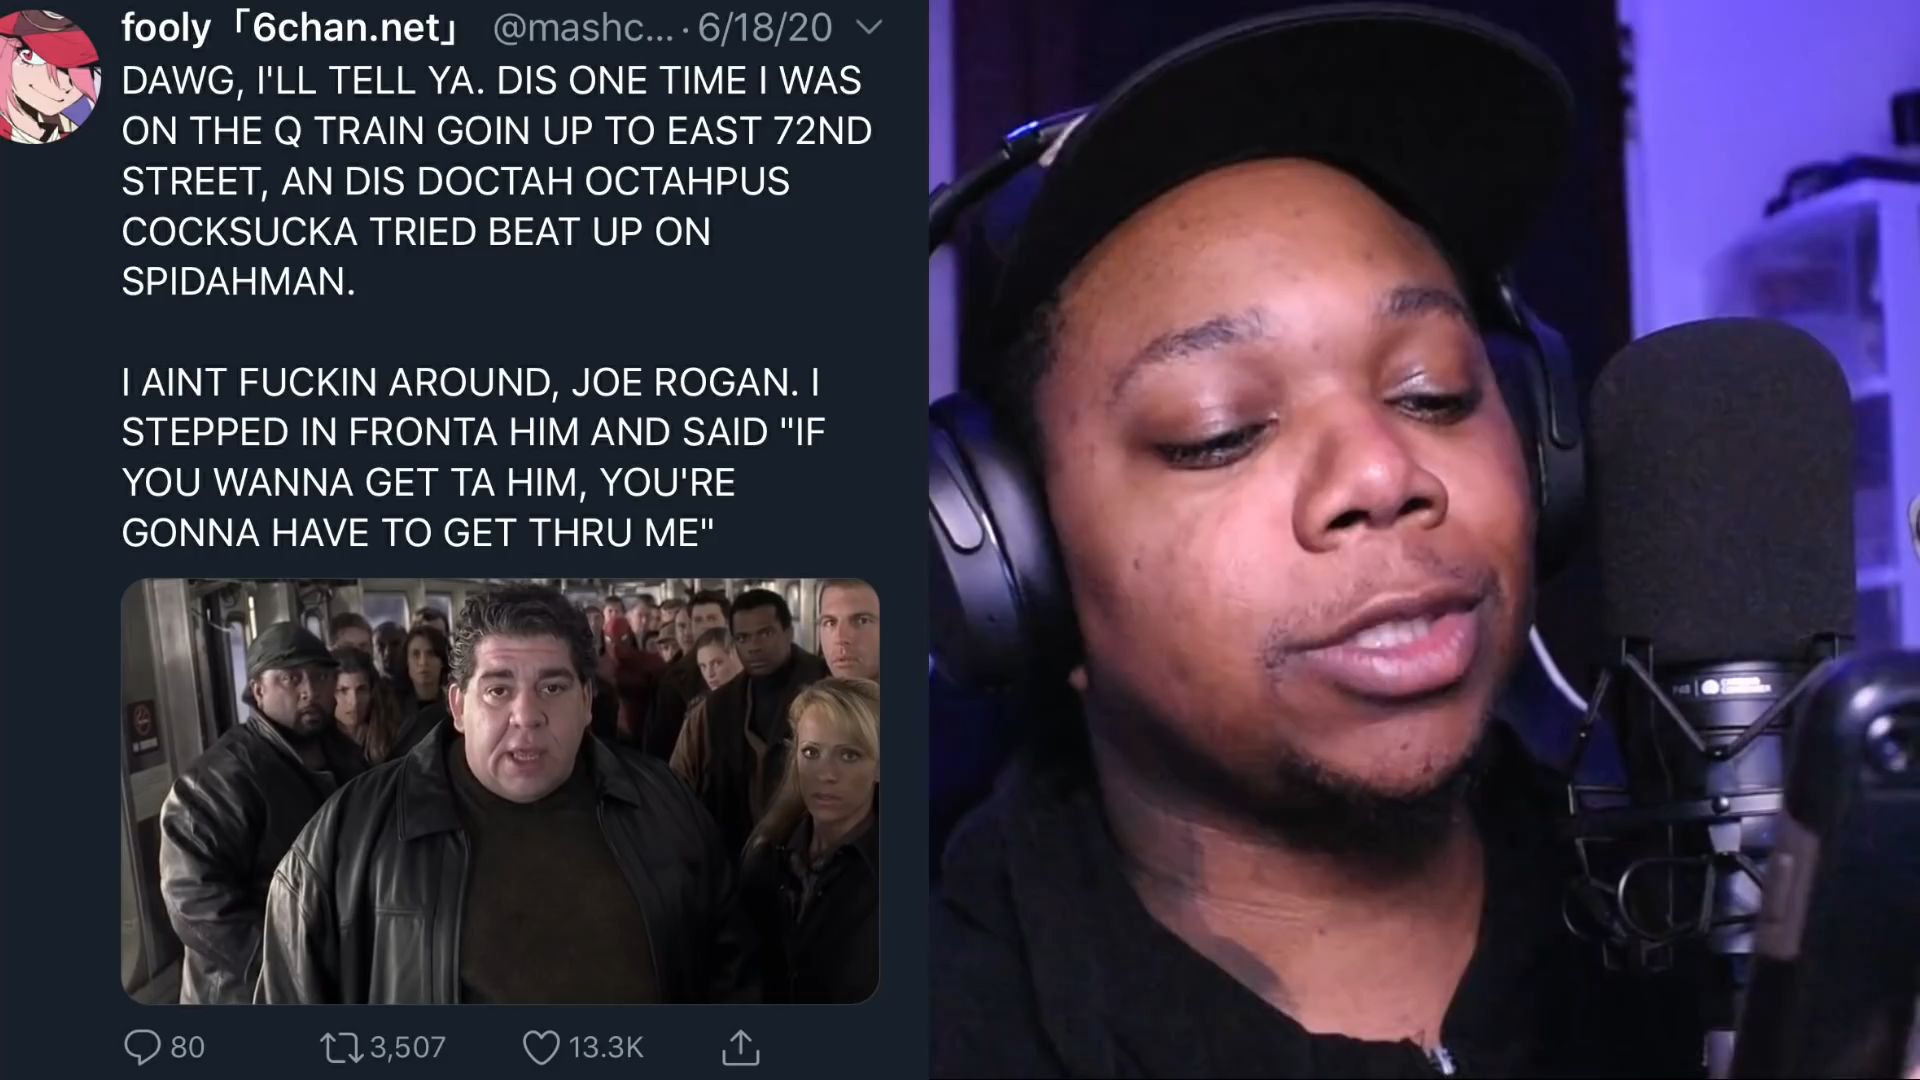 fooly「6chan.net」 @mashc... · 6/18/20
DAWG, I'LL TELL YA. DIS ONE TIME I WAS
ON THE Q TRAIN GOIN UP TO EAST 72ND
STREET, AN DIS DOCTAH OCTAHPUS
COCKSUCKA TRIED BEAT UP ON
SPIDAHMAN.
I AINT FUCKIN AROUND, JOE ROGAN. I
STEPPED IN FRONTA HIM AND SAID "IF
YOU WANNA GET TA HIM, YOU'RE
GONNA HAVE TO GET THRU ME"
80 3,507 13.3K